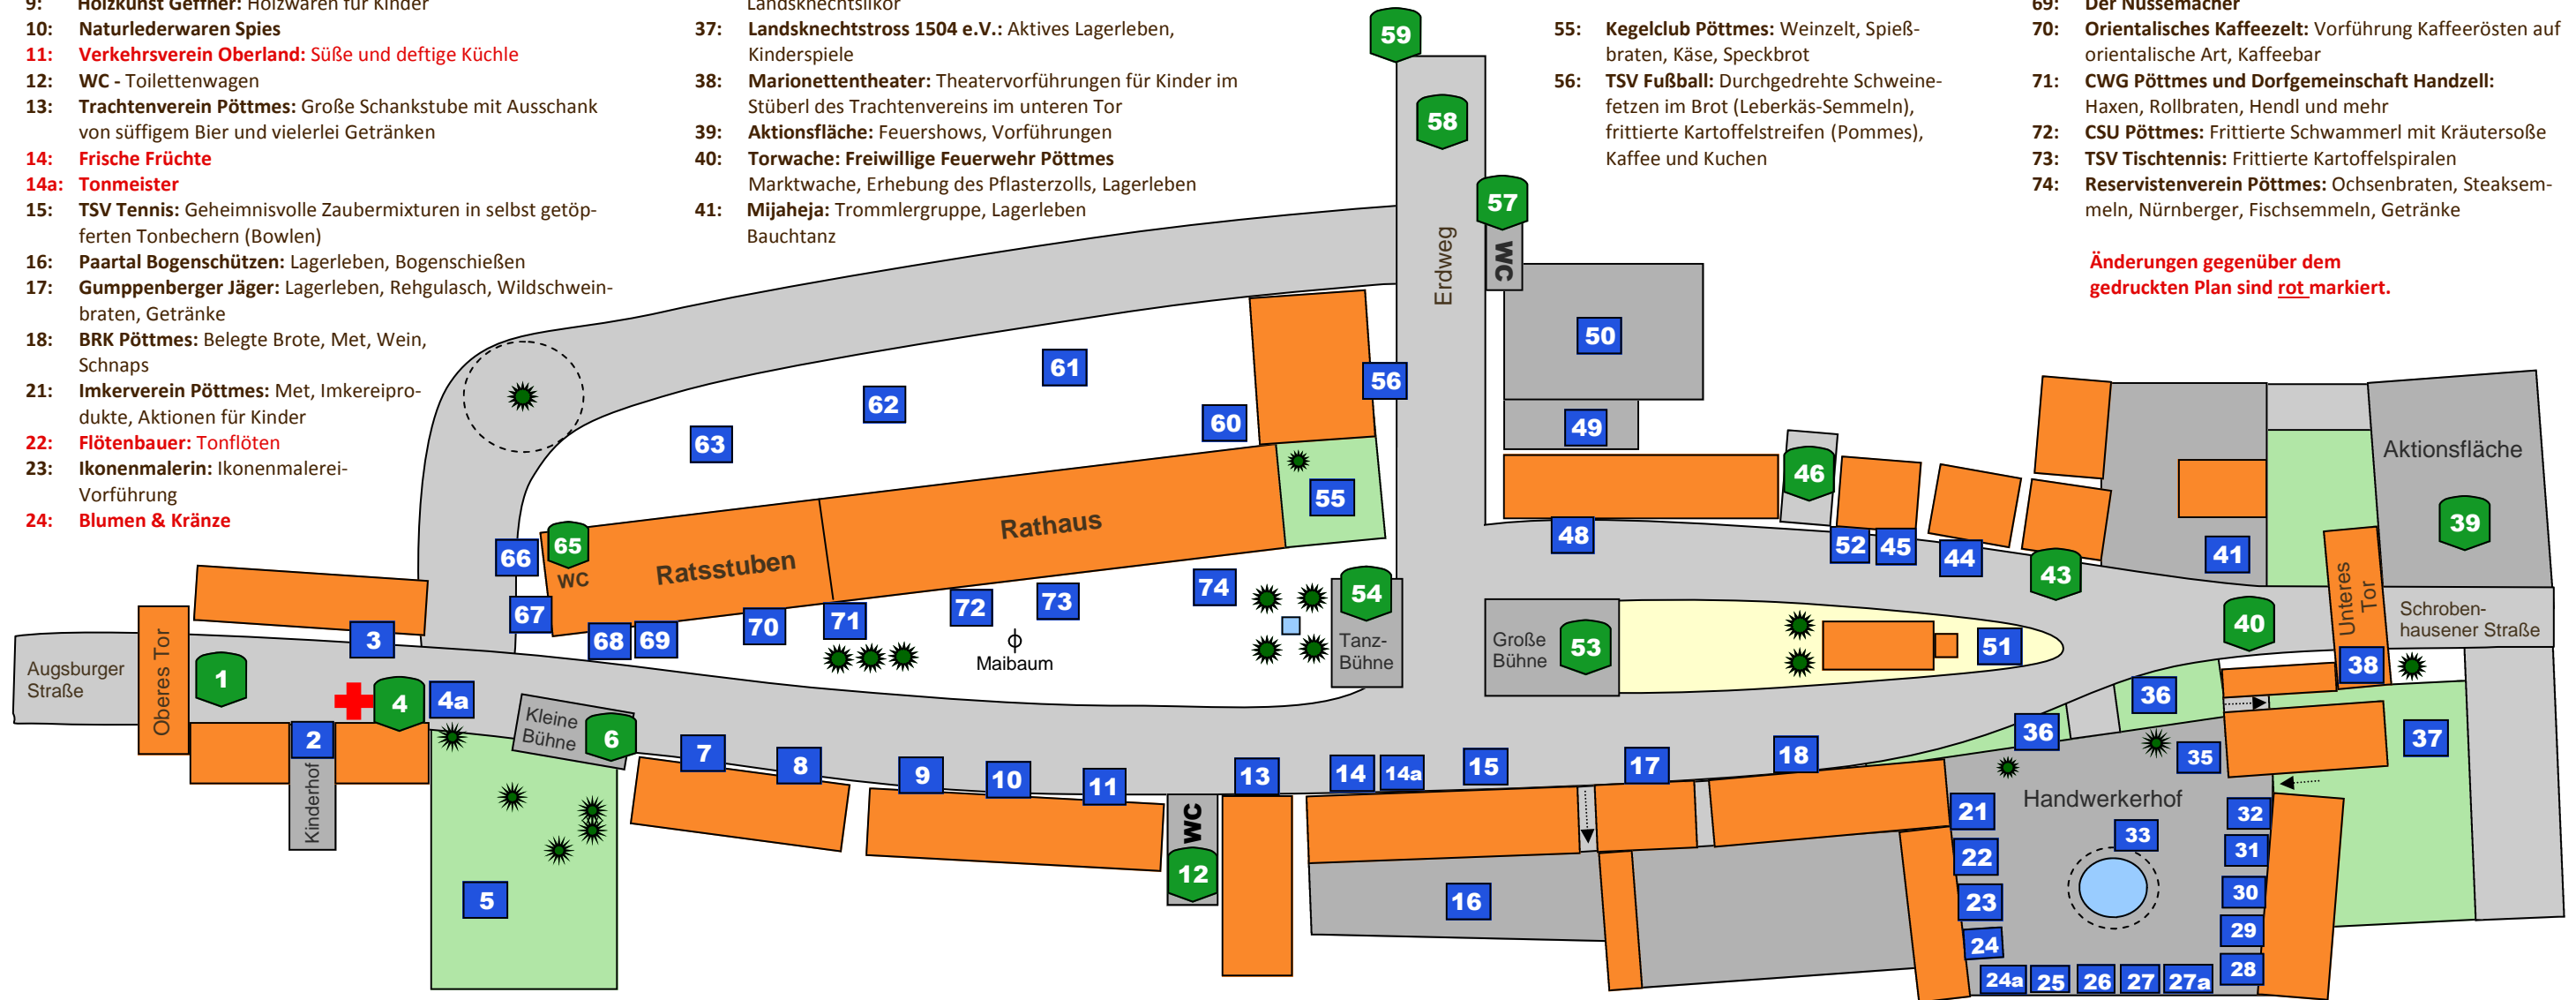 9: Holzkunst Geffner: Holzwaren für Kinder
10: Naturlederwaren Spies
11: Verkehrsverein Oberland: Süße und deftige Küchle
12: WC - Toilettenwagen
13: Trachtenverein Pöttmes: Große Schankstube mit Ausschank
von süffigem Bier und vielerlei Getränken
14: Frische Früchte
14a: Tonmeister
15: TSV Tennis: Geheimnisvolle Zaubermixturen in selbst getöp-
ferten Tonbechern (Bowlen)
16: Paartal Bogenschützen: Lagerleben, Bogenschießen
17: Gumppenberger Jäger: Lagerleben, Rehgulasch, Wildschwein-
braten, Getränke
18: BRK Pöttmes: Belegte Brote, Met, Wein,
Schnaps
21: Imkerverein Pöttmes: Met, Imkereipro-
dukte, Aktionen für Kinder
22: Flötenbauer: Tonflöten
23: Ikonenmalerin: Ikonenmalerei-
Vorführung
24: Blumen & Kränze
Landsknechtslikör
37: Landsknechtstross 1504 e.V.: Aktives Lagerleben,
Kinderspiele
38: Marionettentheater: Theatervorführungen für Kinder im
Stüberl des Trachtenvereins im unteren Tor
39: Aktionsfläche: Feuershows, Vorführungen
40: Torwache: Freiwillige Feuerwehr Pöttmes
Marktwache, Erhebung des Pflasterzolls, Lagerleben
41: Mijaheja: Trommlergruppe, Lagerleben
Bauchtanz
55: Kegelclub Pöttmes: Weinzelt, Spieß-
braten, Käse, Speckbrot
56: TSV Fußball: Durchgedrehte Schweine-
fetzen im Brot (Leberkäs-Semmeln),
frittierte Kartoffelstreifen (Pommes),
Kaffee und Kuchen
69: Der Nüssemacher
70: Orientalisches Kaffeezelt: Vorführung Kaffeerösten auf
orientalische Art, Kaffeebar
71: CWG Pöttmes und Dorfgemeinschaft Handzell:
Haxen, Rollbraten, Hendl und mehr
72: CSU Pöttmes: Frittierte Schwammerl mit Kräutersoße
73: TSV Tischtennis: Frittierte Kartoffelspiralen
74: Reservistenverein Pöttmes: Ochsenbraten, Steaksem-
meln, Nürnberger, Fischsemmeln, Getränke
Änderungen gegenüber dem
gedruckten Plan sind rot markiert.
59
58
57
WC
Erdweg
50
49
56
61
62
63
60
55
Rathaus
Ratsstuben
65
WC
66
67
68
69
70
71
72
73
74
Maibaum
54
Tanz-
Bühne
48
46
52
45
44
43
41
Aktionsfläche
39
40
Unteres
Tor
38
Schroben-
hausener Straße
Große
Bühne
53
51
Augsburger
Straße
Oberes Tor
1
3
4
4a
2
Kinderhof
Kleine
Bühne
6
5
7
8
9
10
11
WC
12
13
14
14a
15
16
17
18
36
36
35
37
Handwerkerhof
21
22
23
24
24a
25
26
27
27a
28
29
30
31
32
33